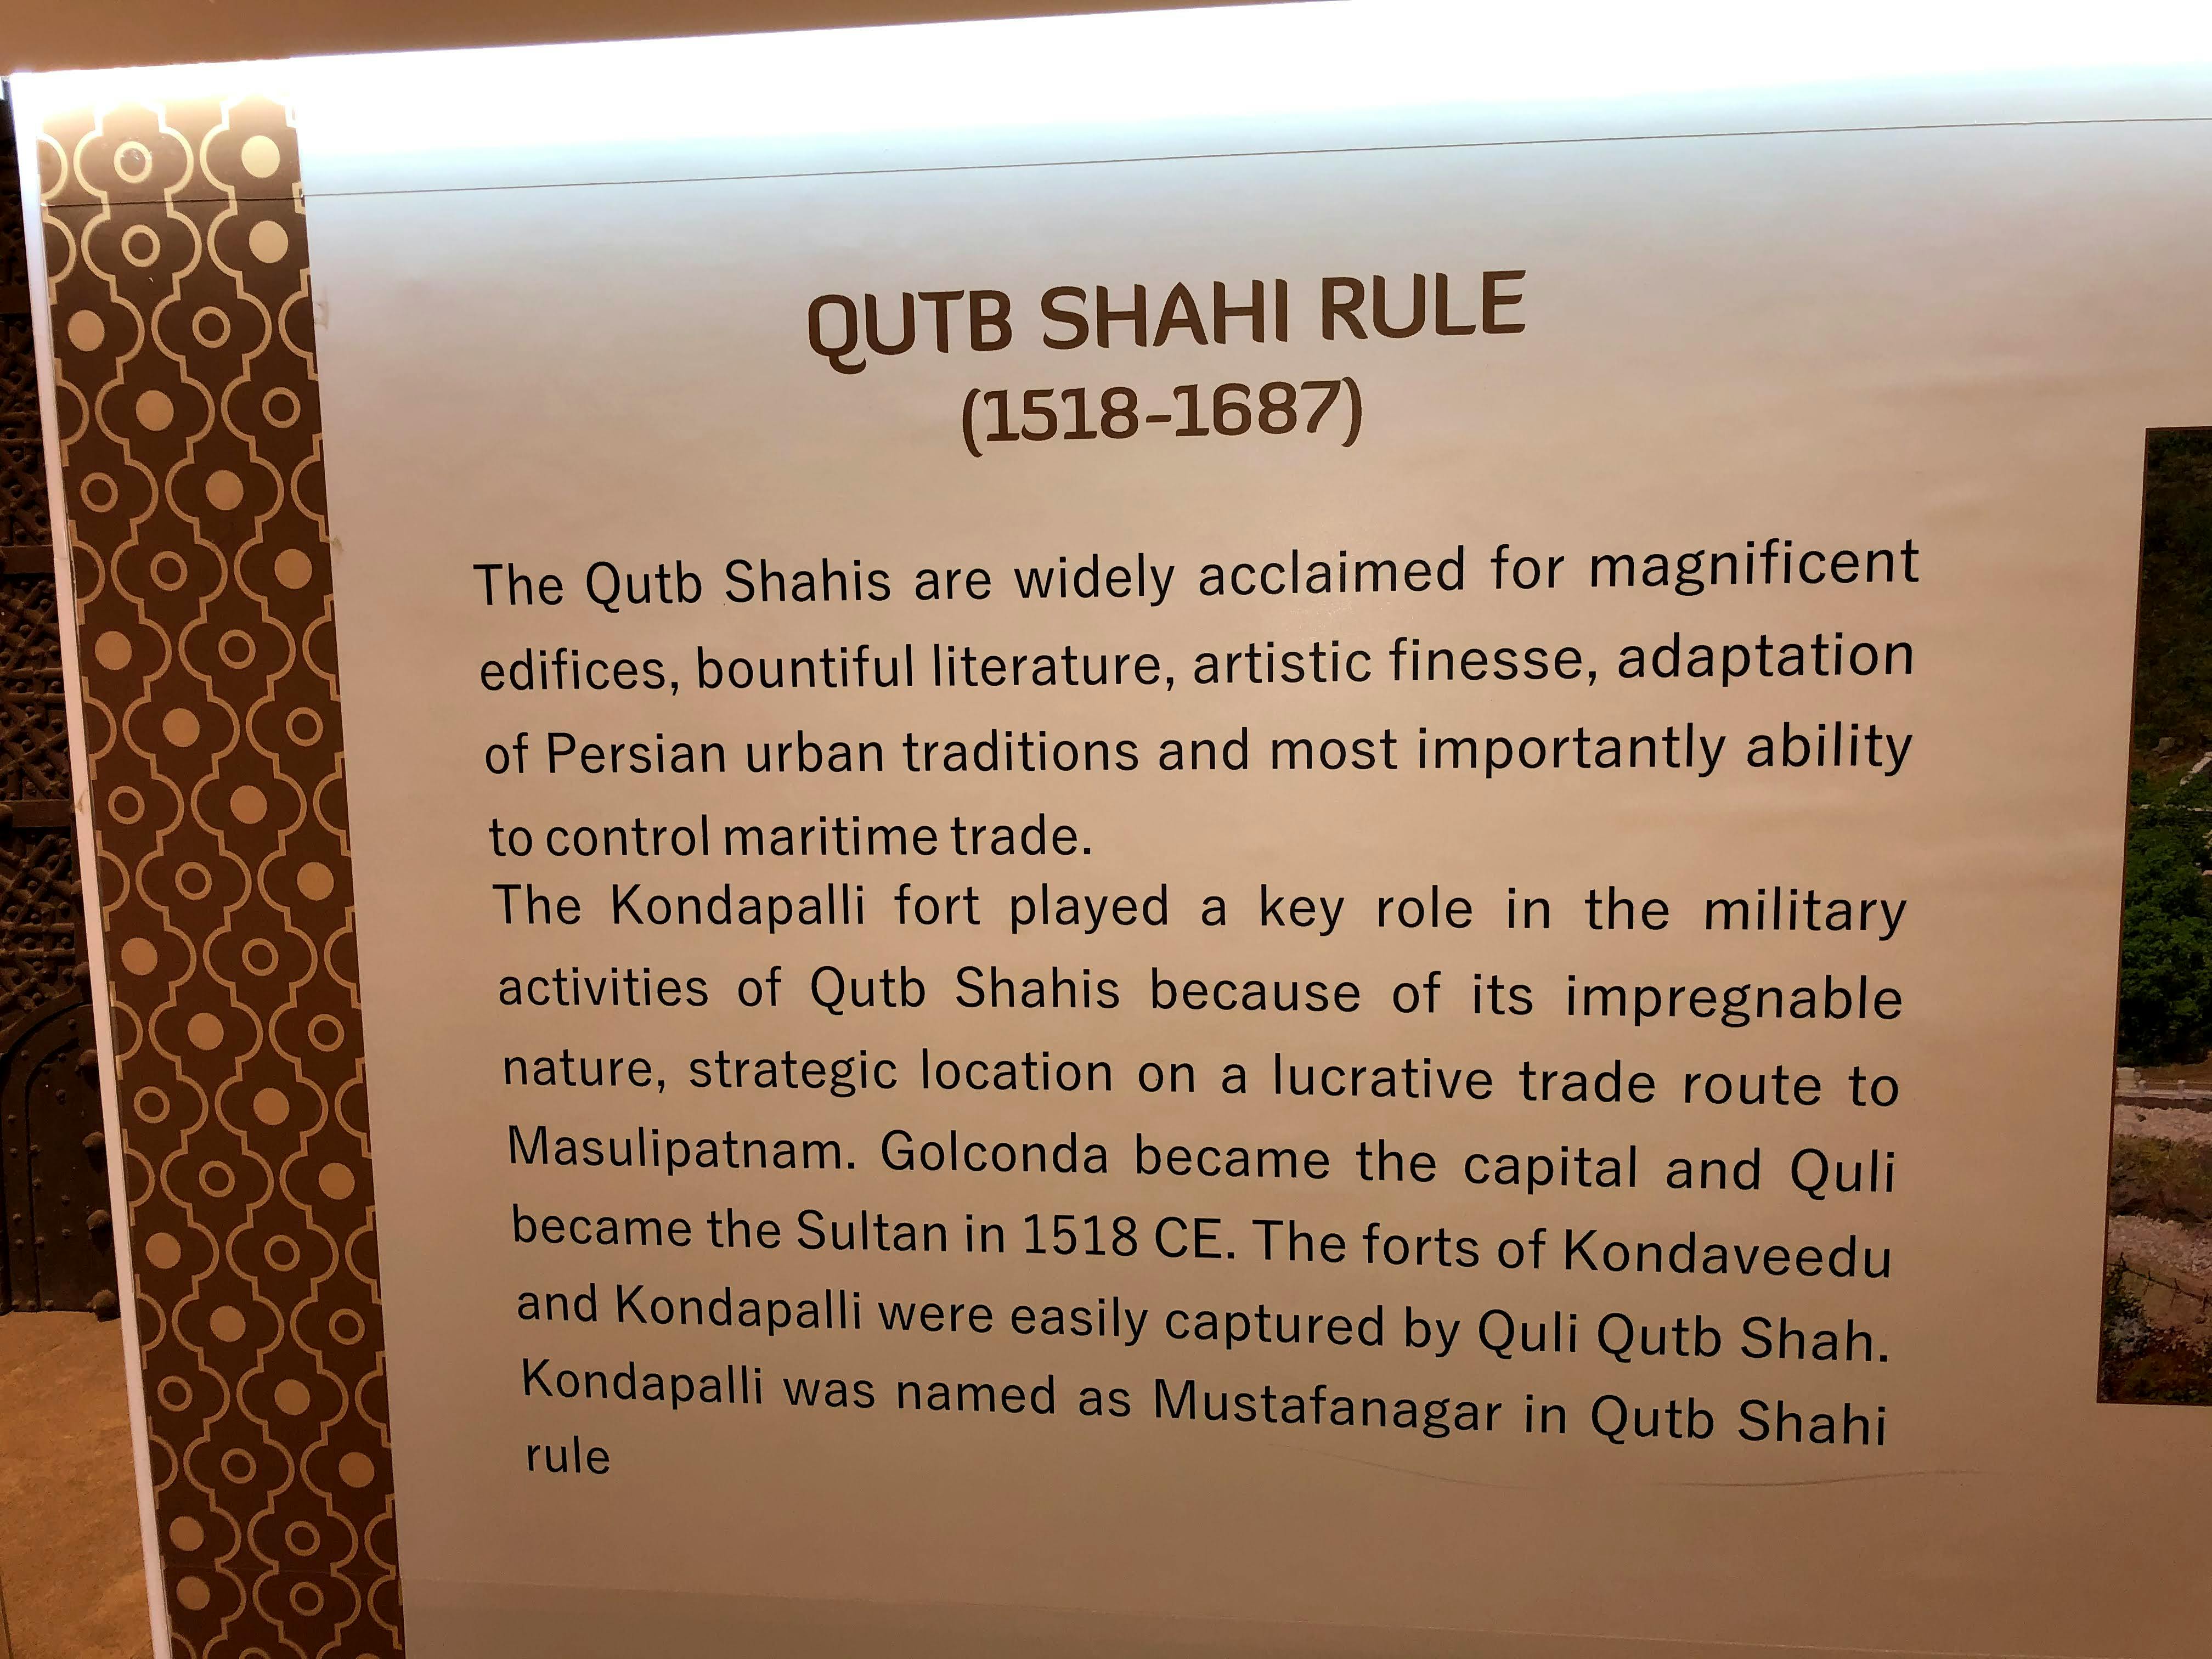 QUTB SHAHI RULE
(1518-1687)
The Qutb Shahis are widely acclaimed for magnificent
edifices, bountiful literature, artistic finesse, adaptation
of Persian urban traditions and most importantly ability
to control maritime trade.
The Kondapalli fort played a key role in the military
activities of Qutb Shahis because of its impregnable
nature, strategic location on a lucrative trade route to
Masulipatnam. Golconda became the capital and Quli
became the Sultan in 1518 CE. The forts of Kondaveedu
and Kondapalli were easily captured by Quli Qutb Shah.
Kondapalli was named as Mustafanagar in Qutb Shahi
rule